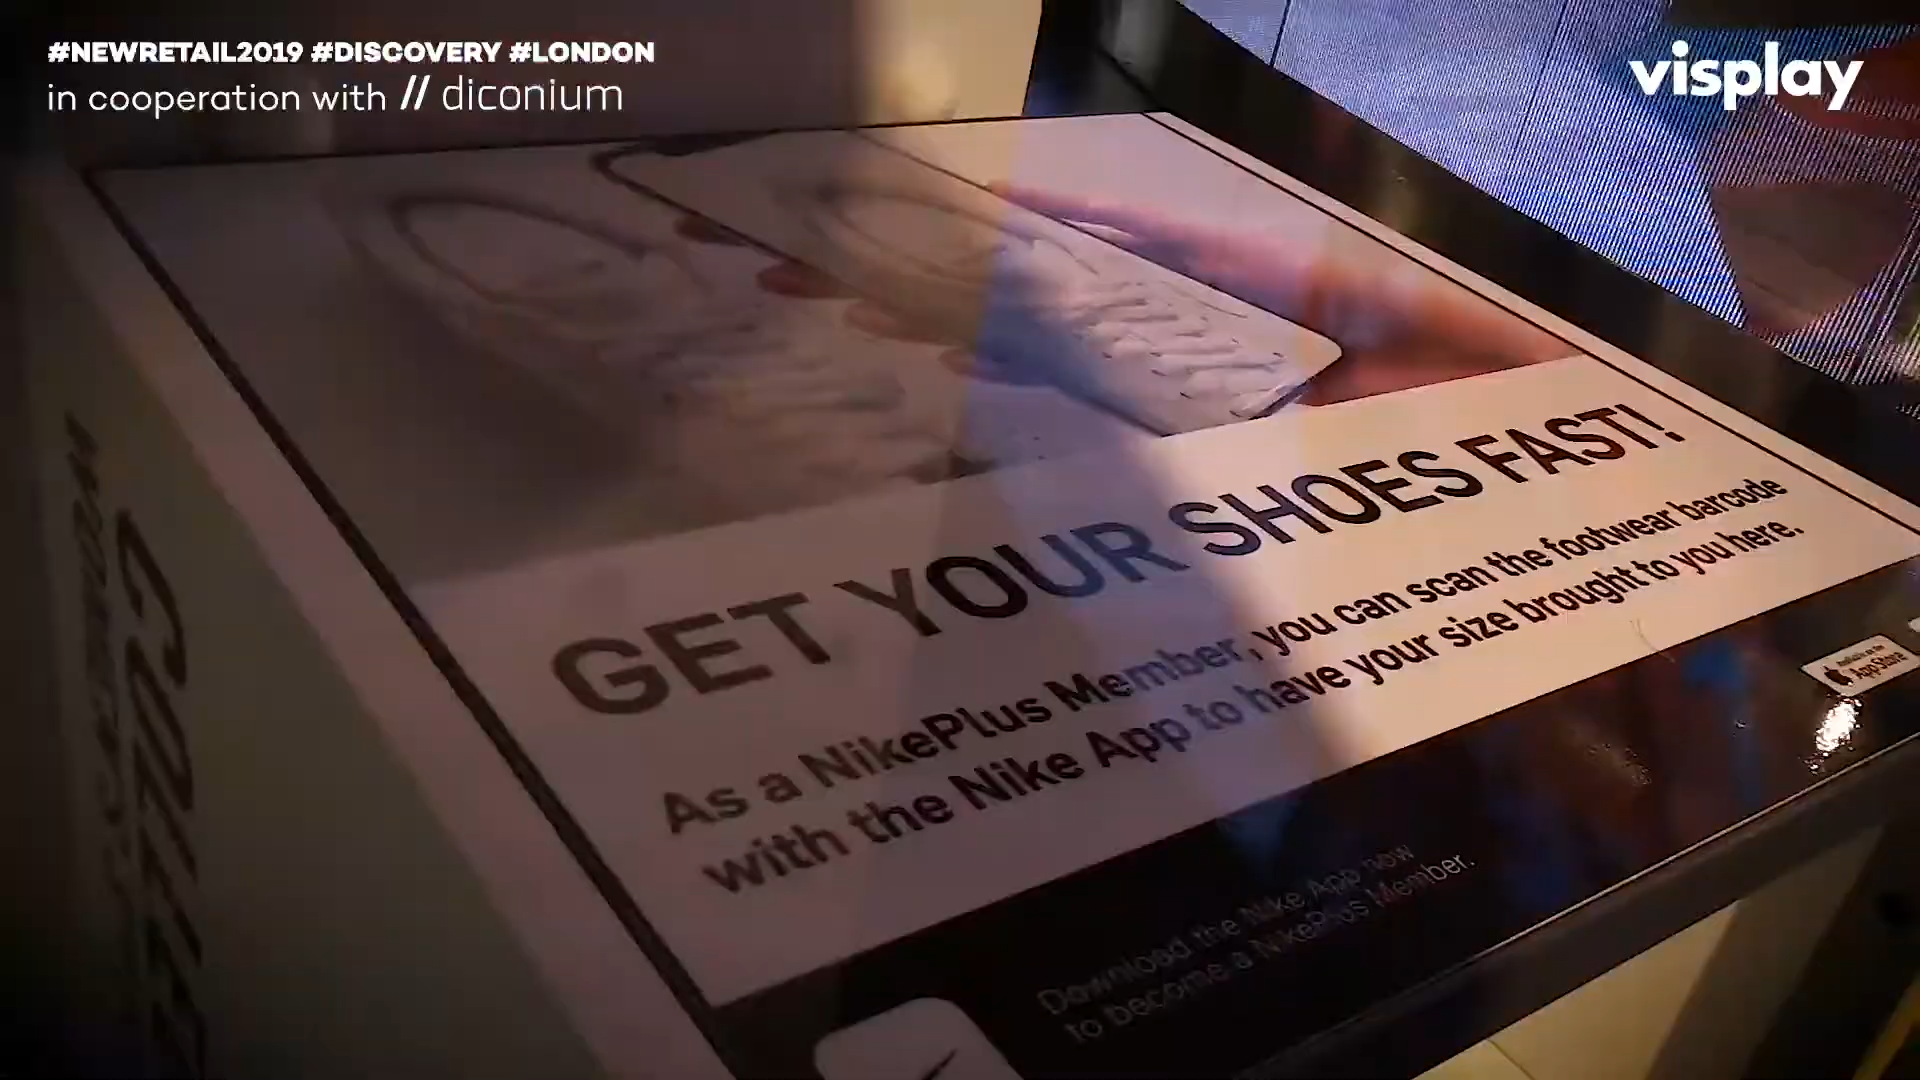 #NEWRETAIL2019 #DISCOVERY #LONDON
in cooperation with // diconium
visplay
GET YOUR SHOES FAST!
As a NikePlus Member, you can scan the footwear barcode
with the Nike App to have your size brought to you here.
Download the Nike App now
to become a NikePlus Member.
App Store